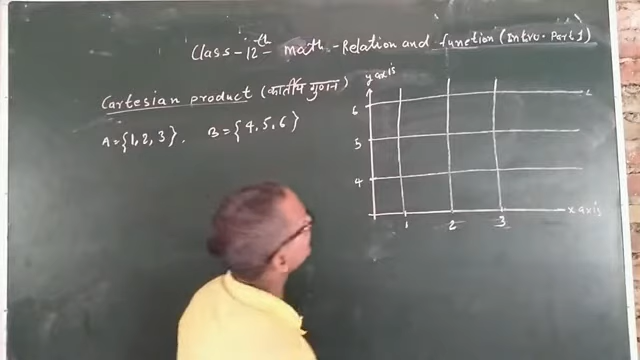 Class-12th math-Relation and function (Intro. Part 1)
Cartesian product (कार्तीय गुणन)
A={1,2,3}. B={4,5,6}
y axis
6
5
4
x axis
1 2 3